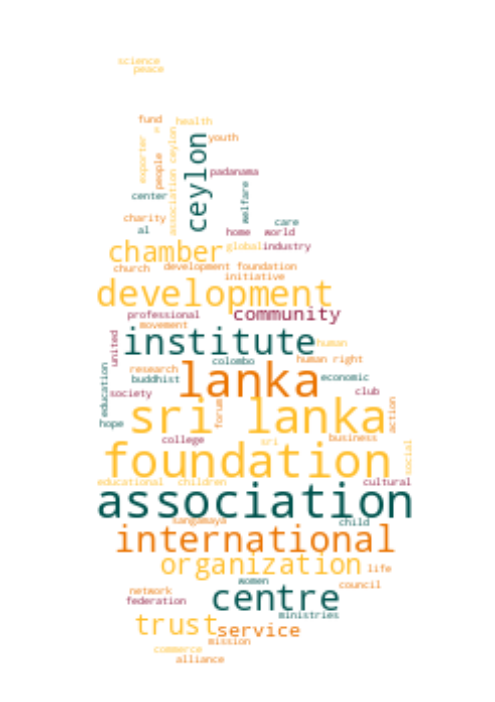 science
peace
fund
health
youth
exporter
e
people
association ceylon
ceylon
padanama
center
welfare
charity
al
care
home world
chamber
global industry
church development foundation
initiative
development
professional
community
movement
united
institute
human
colombo
human right
education
research
buddhist
lanka
economic
society
club
hope
sri lanka
forum
action
college
sri
business
foundation
social
educational children
cultural
association
sangamaya
child
international
organization
life
women
council
network
federation
centre
ministries
trust
service
mission
commerce
alliance